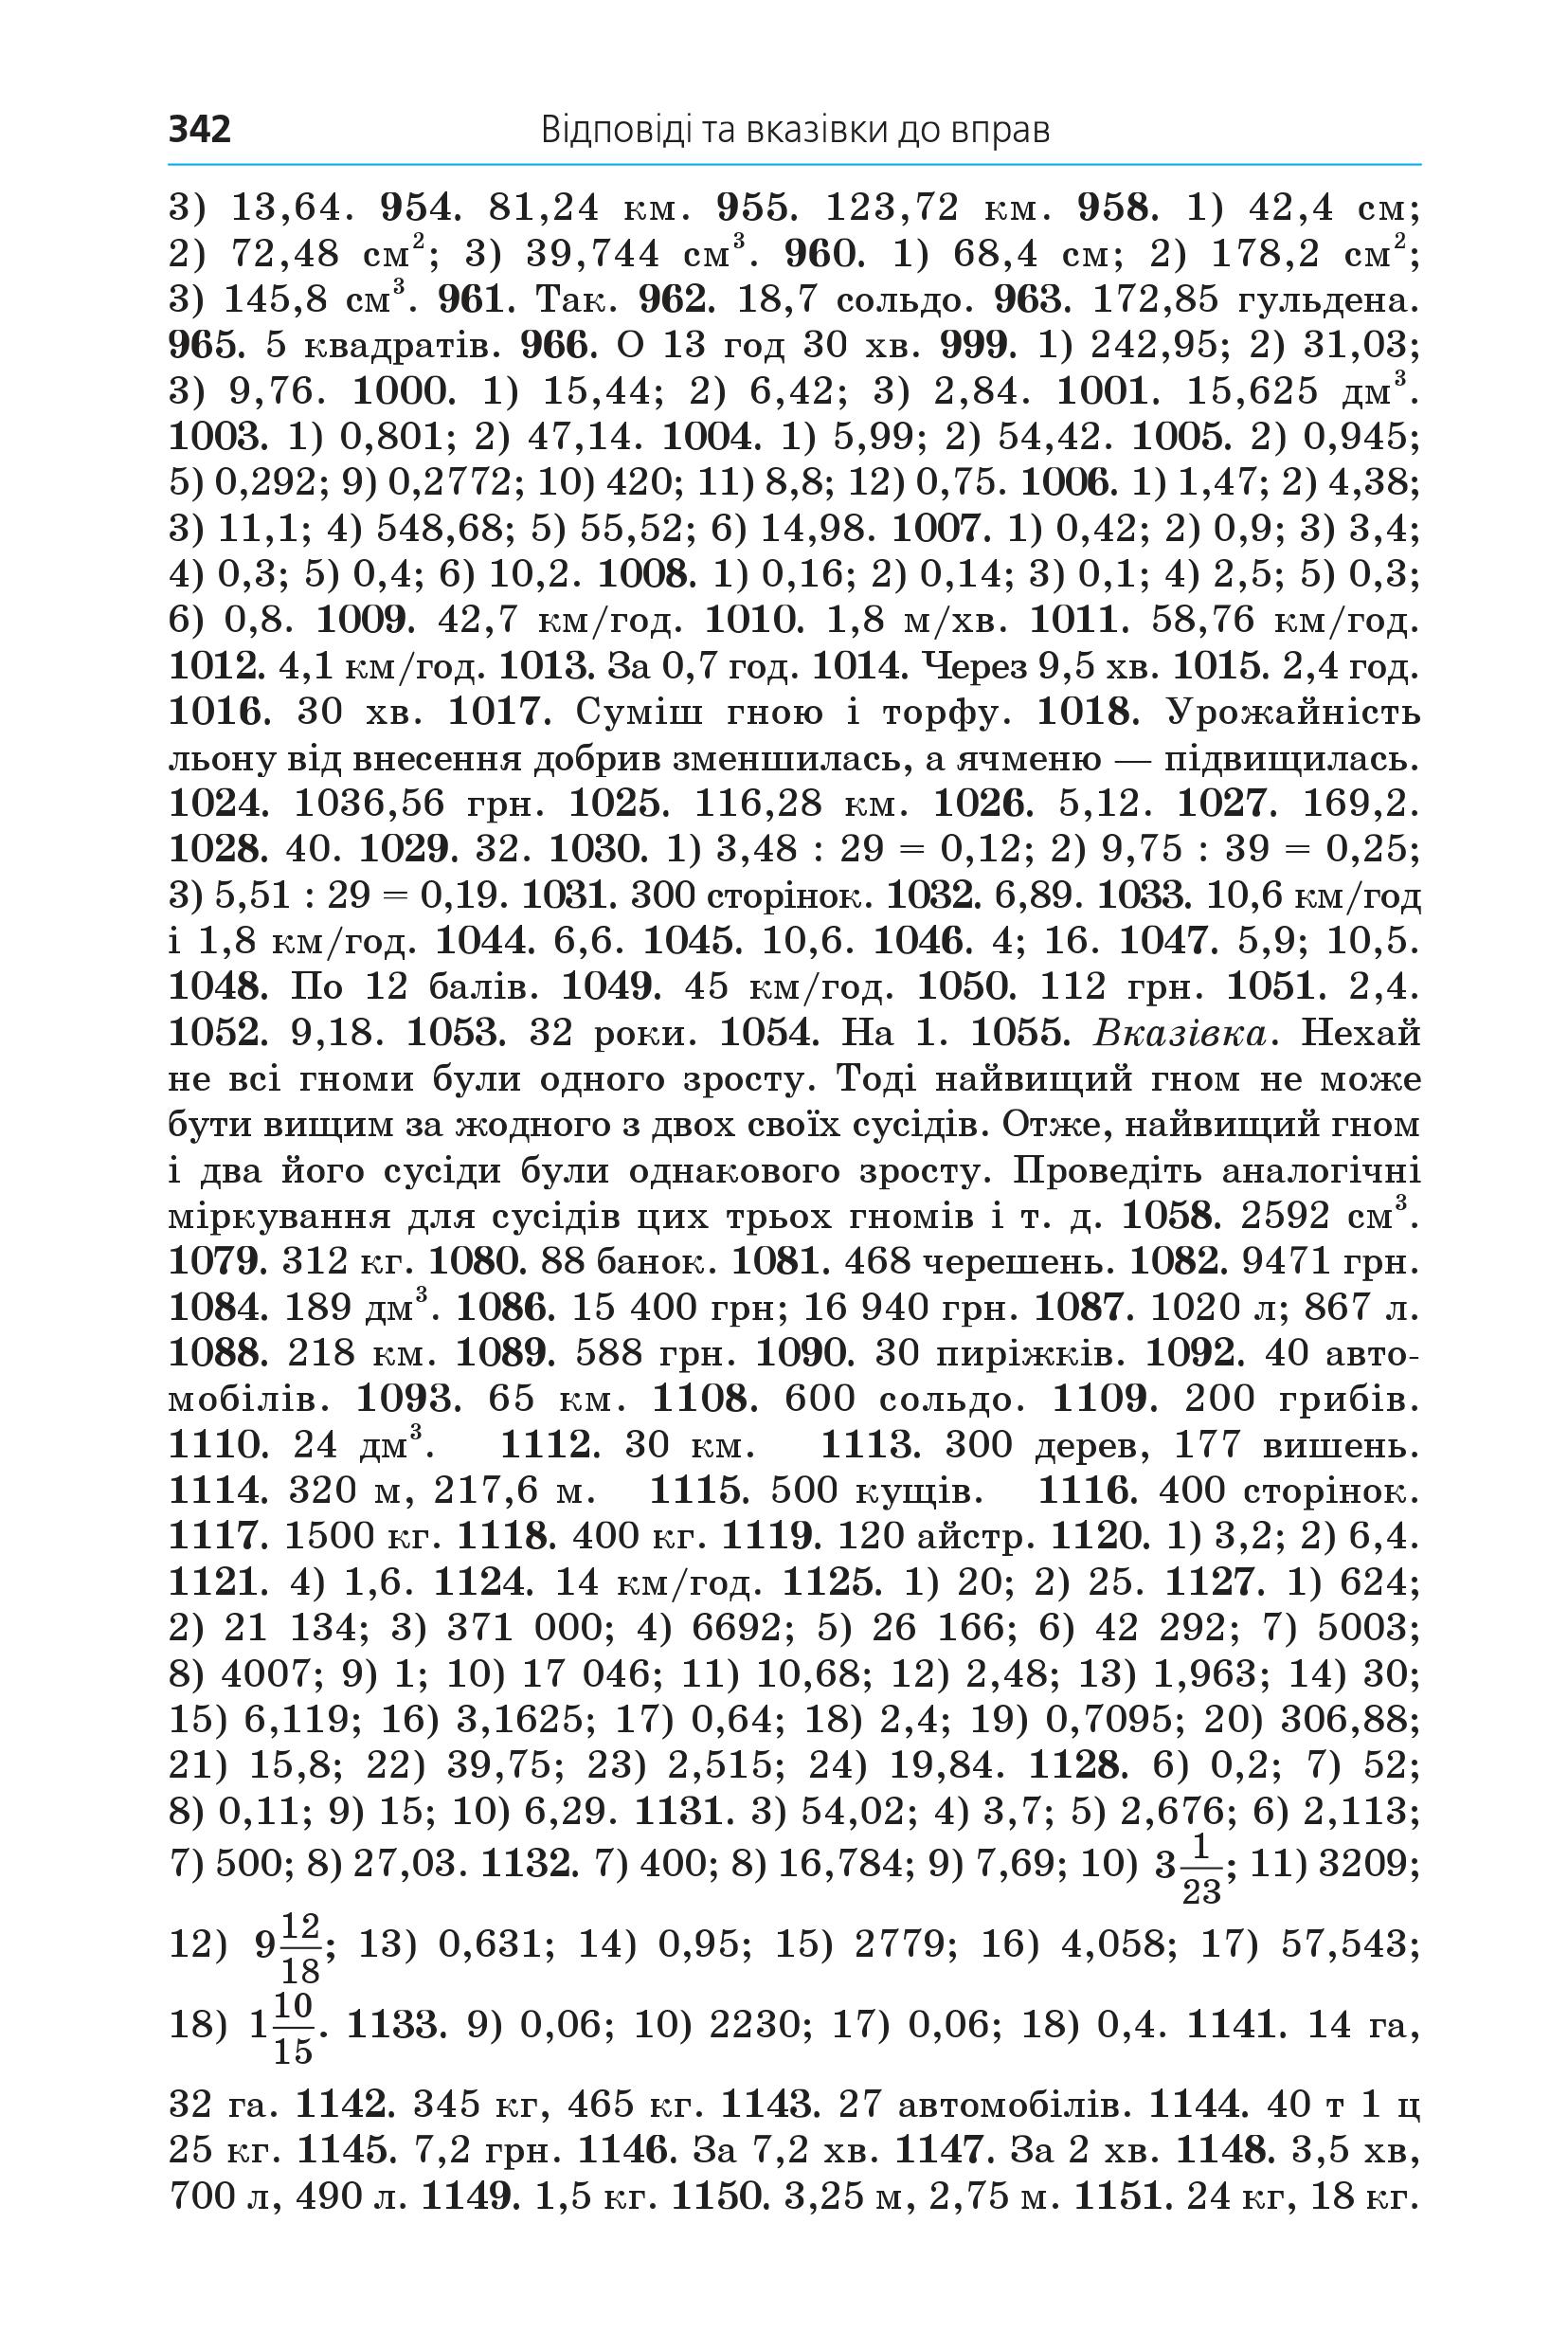 342 Відповіді та вказівки до вправ
3) 13,64. 954. 81,24 км. 955. 123,72 км. 958. 1) 42,4 см;
2) 72,48 см²; 3) 39,744 см³. 960. 1) 68,4 см; 2) 178,2 см²;
3) 145,8 см³. 961. Так. 962. 18,7 сольдо. 963. 172,85 гульдена.
965. 5 квадратів. 966. О 13 год 30 хв. 999. 1) 242,95; 2) 31,03;
3) 9,76. 1000. 1) 15,44; 2) 6,42; 3) 2,84. 1001. 15,625 дм³.
1003. 1) 0,801; 2) 47,14. 1004. 1) 5,99; 2) 54,42. 1005. 2) 0,945;
5) 0,292; 9) 0,2772; 10) 420; 11) 8,8; 12) 0,75. 1006. 1) 1,47; 2) 4,38;
3) 11,1; 4) 548,68; 5) 55,52; 6) 14,98. 1007. 1) 0,42; 2) 0,9; 3) 3,4;
4) 0,3; 5) 0,4; 6) 10,2. 1008. 1) 0,16; 2) 0,14; 3) 0,1; 4) 2,5; 5) 0,3;
6) 0,8. 1009. 42,7 км/год. 1010. 1,8 м/хв. 1011. 58,76 км/год.
1012. 4,1 км/год. 1013. За 0,7 год. 1014. Через 9,5 хв. 1015. 2,4 год.
1016. 30 хв. 1017. Суміш гною і торфу. 1018. Урожайність
льону від внесення добрив зменшилась, а ячменю — підвищилась.
1024. 1036,56 грн. 1025. 116,28 км. 1026. 5,12. 1027. 169,2.
1028. 40. 1029. 32. 1030. 1) 3,48 : 29 = 0,12; 2) 9,75 : 39 = 0,25;
3) 5,51 : 29 = 0,19. 1031. 300 сторінок. 1032. 6,89. 1033. 10,6 км/год
і 1,8 км/год. 1044. 6,6. 1045. 10,6. 1046. 4; 16. 1047. 5,9; 10,5.
1048. По 12 балів. 1049. 45 км/год. 1050. 112 грн. 1051. 2,4.
1052. 9,18. 1053. 32 роки. 1054. На 1. 1055. Вказівка. Нехай
не всі гноми були одного зросту. Тоді найвищий гном не може
бути вищим за жодного з двох своїх сусідів. Отже, найвищий гном
і два його сусіди були однакового зросту. Проведіть аналогічні
міркування для сусідів цих трьох гномів і т. д. 1058. 2592 см³.
1079. 312 кг. 1080. 88 банок. 1081. 468 черешень. 1082. 9471 грн.
1084. 189 дм³. 1086. 15 400 грн; 16 940 грн. 1087. 1020 л; 867 л.
1088. 218 км. 1089. 588 грн. 1090. 30 пиріжків. 1092. 40 авто-
мобілів. 1093. 65 км. 1108. 600 сольдо. 1109. 200 грибів.
1110. 24 дм³. 1112. 30 км. 1113. 300 дерев, 177 вишень.
1114. 320 м, 217,6 м. 1115. 500 кущів. 1116. 400 сторінок.
1117. 1500 кг. 1118. 400 кг. 1119. 120 айстр. 1120. 1) 3,2; 2) 6,4.
1121. 4) 1,6. 1124. 14 км/год. 1125. 1) 20; 2) 25. 1127. 1) 624;
2) 21 134; 3) 371 000; 4) 6692; 5) 26 166; 6) 42 292; 7) 5003;
8) 4007; 9) 1; 10) 17 046; 11) 10,68; 12) 2,48; 13) 1,963; 14) 30;
15) 6,119; 16) 3,1625; 17) 0,64; 18) 2,4; 19) 0,7095; 20) 306,88;
21) 15,8; 22) 39,75; 23) 2,515; 24) 19,84. 1128. 6) 0,2; 7) 52;
8) 0,11; 9) 15; 10) 6,29. 1131. 3) 54,02; 4) 3,7; 5) 2,676; 6) 2,113;
7) 500; 8) 27,03. 1132. 7) 400; 8) 16,784; 9) 7,69; 10) 3 1/23; 11) 3209;
12) 9 12/18; 13) 0,631; 14) 0,95; 15) 2779; 16) 4,058; 17) 57,543;
18) 1 10/15. 1133. 9) 0,06; 10) 2230; 17) 0,06; 18) 0,4. 1141. 14 га,
32 га. 1142. 345 кг, 465 кг. 1143. 27 автомобілів. 1144. 40 т 1 ц
25 кг. 1145. 7,2 грн. 1146. За 7,2 хв. 1147. За 2 хв. 1148. 3,5 хв,
700 л, 490 л. 1149. 1,5 кг. 1150. 3,25 м, 2,75 м. 1151. 24 кг, 18 кг.